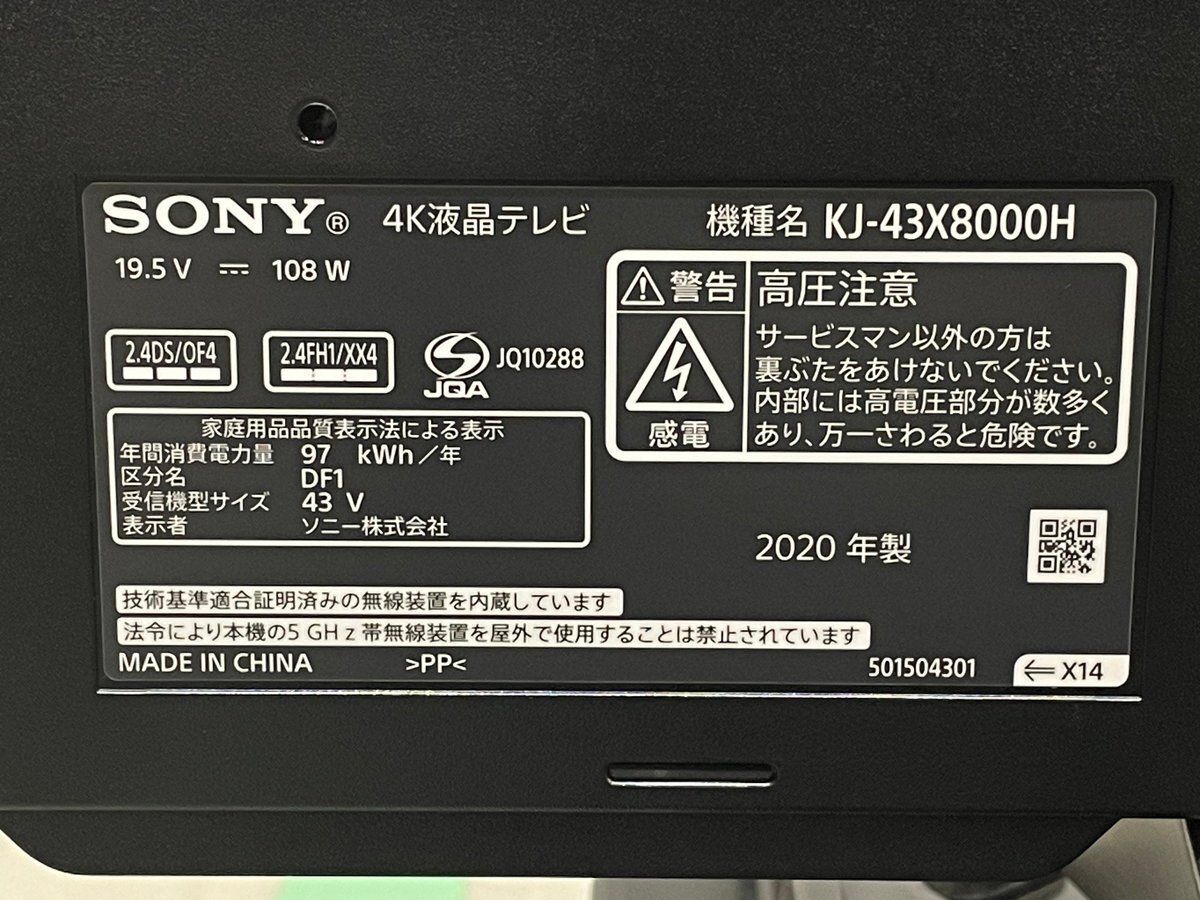 SONY® 4K液晶テレビ 機種名 KJ-43X8000H
19.5 V ⎓ 108 W
2.4DS/OF4
2.4FH1/XX4
JQA
JQ10288
警告
感電
高圧注意
サービスマン以外の方は
裏ぶたをあけないでください。
内部には高電圧部分が数多く
あり、万一さわると危険です。
家庭用品品質表示法による表示
年間消費電力量 97 kWh/年
区分名 DF1
受信機型サイズ 43 V
表示者 ソニー株式会社
2020 年製
技術基準適合証明済みの無線装置を内蔵しています
法令により本機の5 GHz帯無線装置を屋外で使用することは禁止されています
MADE IN CHINA >PP< 501504301 ←X14